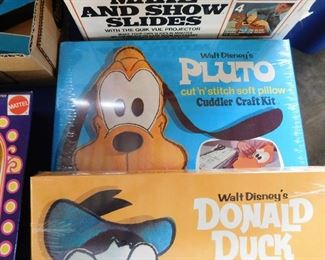 AND SHOW
SLIDES
WITH THE QUIK VUE PROJECTOR
4
Walt Disney's
PLUTO
cut 'n' stitch soft pillow
Cuddler Craft Kit
MATTEL
Walt Disney's
DONALD
DUCK